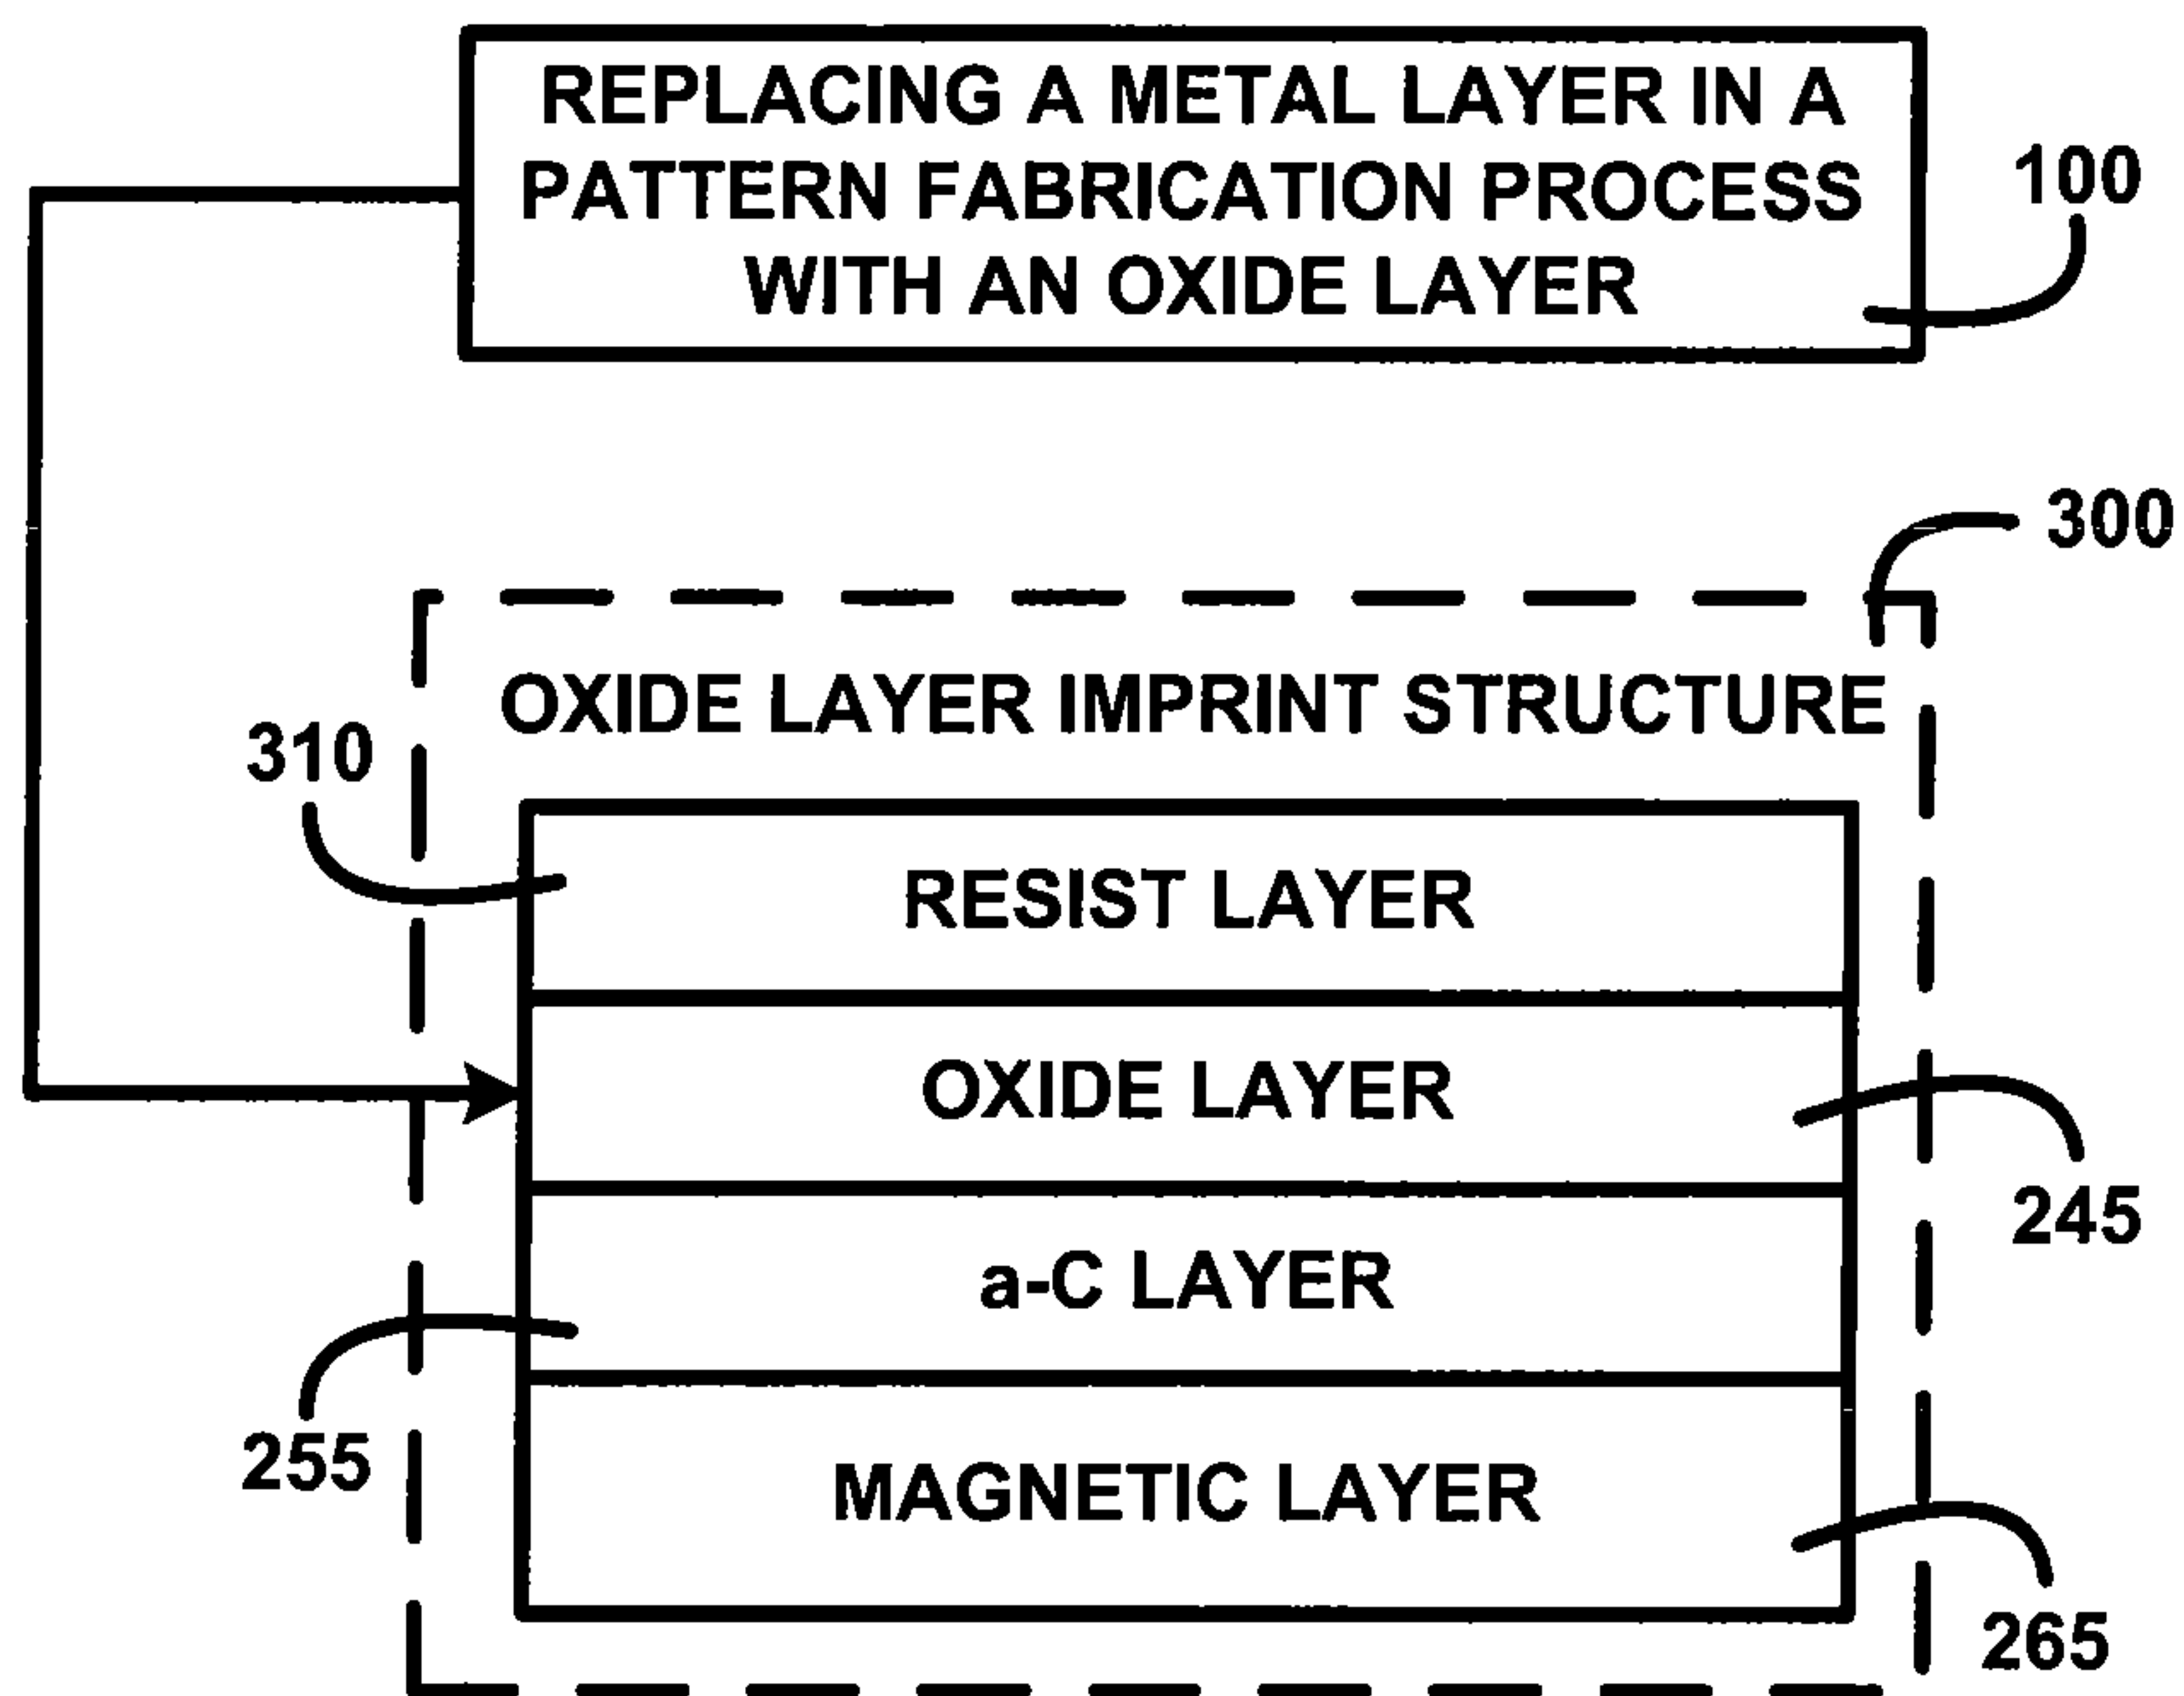 REPLACING A METAL LAYER IN A
PATTERN FABRICATION PROCESS
WITH AN OXIDE LAYER
100
300
OXIDE LAYER IMPRINT STRUCTURE
310
RESIST LAYER
OXIDE LAYER
245
a-C LAYER
255
MAGNETIC LAYER
265